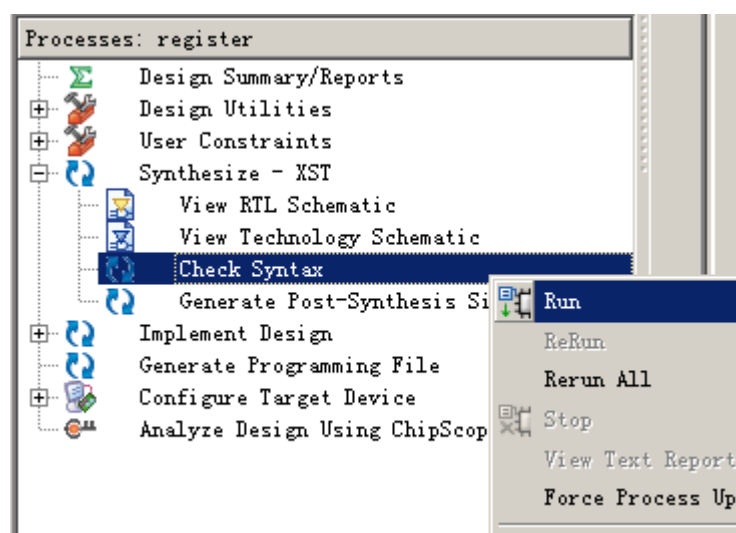 Processes: register
Design Summary/Reports
Design Utilities
User Constraints
Synthesize - XST
View RTL Schematic
View Technology Schematic
Check Syntax
Generate Post-Synthesis Si
Implement Design
Generate Programming File
Configure Target Device
Analyze Design Using ChipScop
Run
ReRun
Rerun All
Stop
View Text Report
Force Process Up